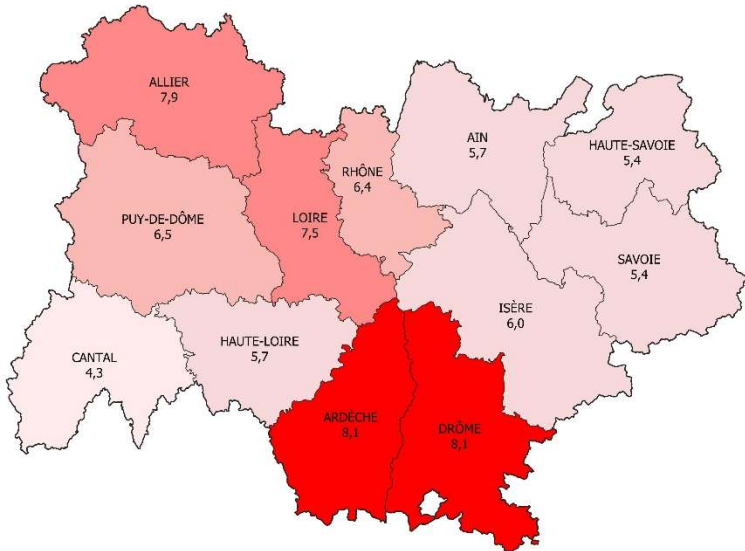 ALLIER
7,9
AIN
5,7
HAUTE-SAVOIE
5,4
RHÔNE
6,4
PUY-DE-DÔME
6,5
LOIRE
7,5
SAVOIE
5,4
ISÈRE
6,0
HAUTE-LOIRE
5,7
CANTAL
4,3
ARDÈCHE
8,1
DRÔME
8,1